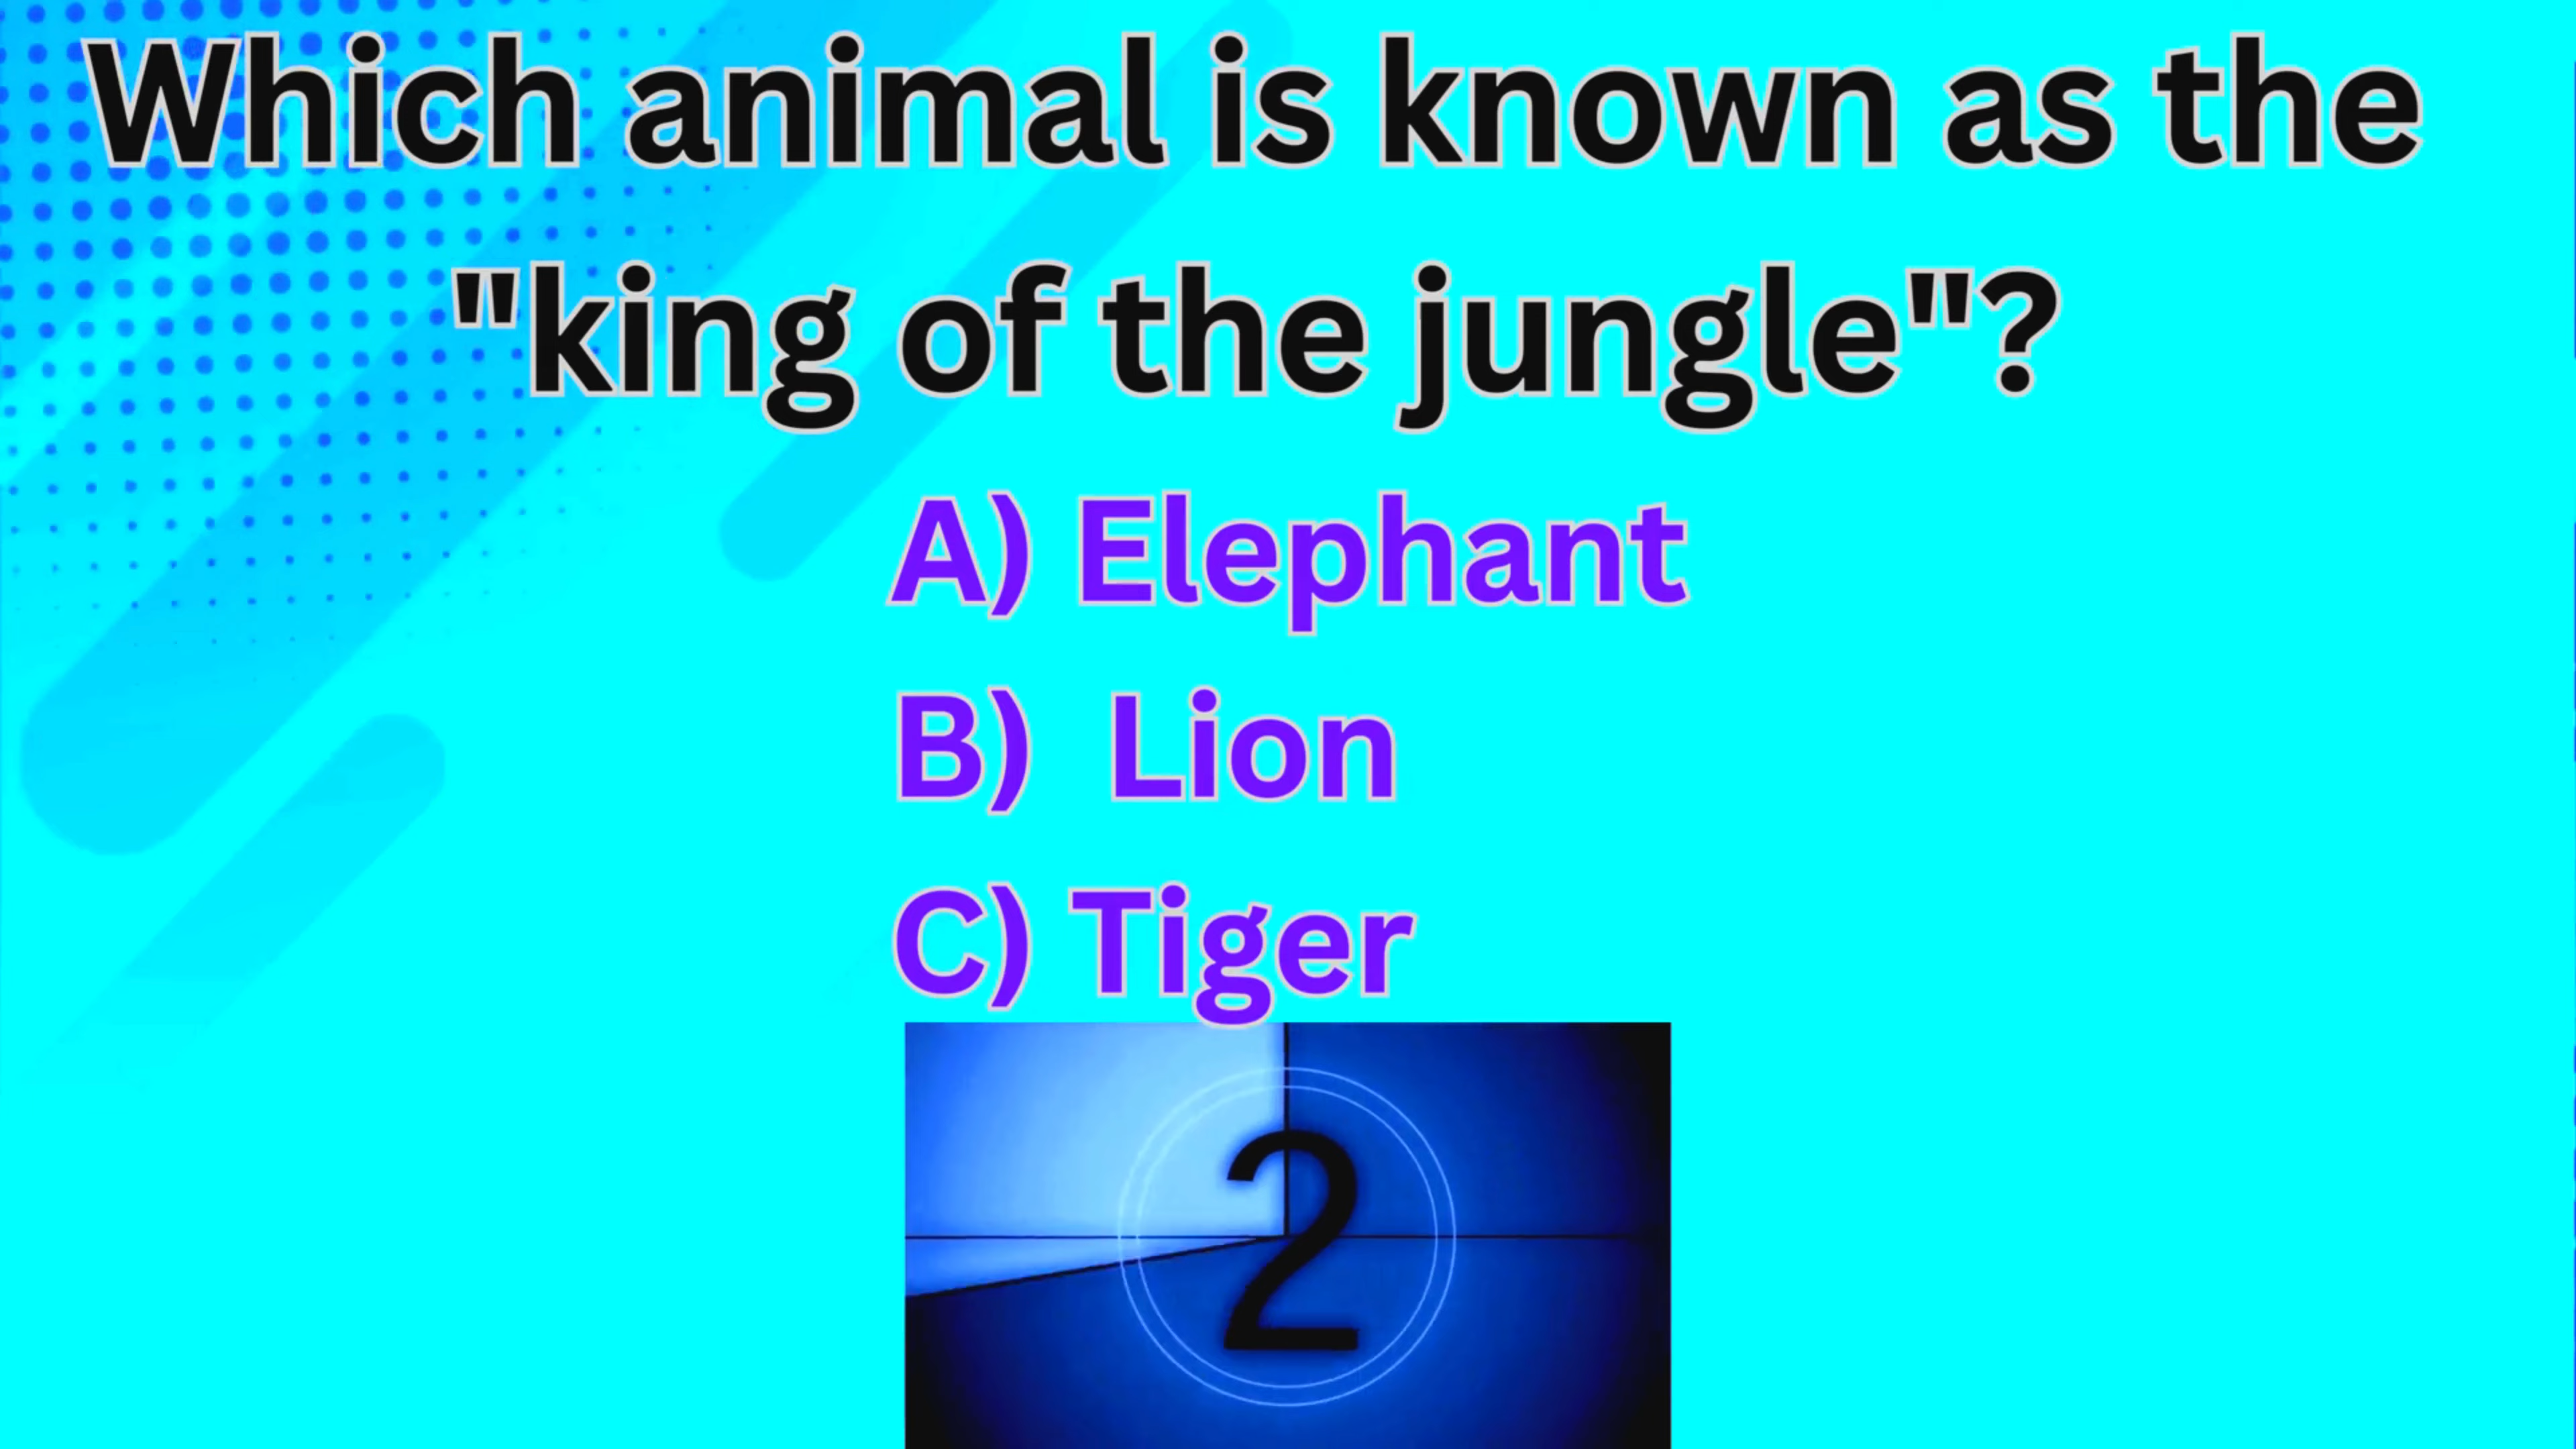 Which animal is known as the
"king of the jungle"?
A) Elephant
B) Lion
C) Tiger
2